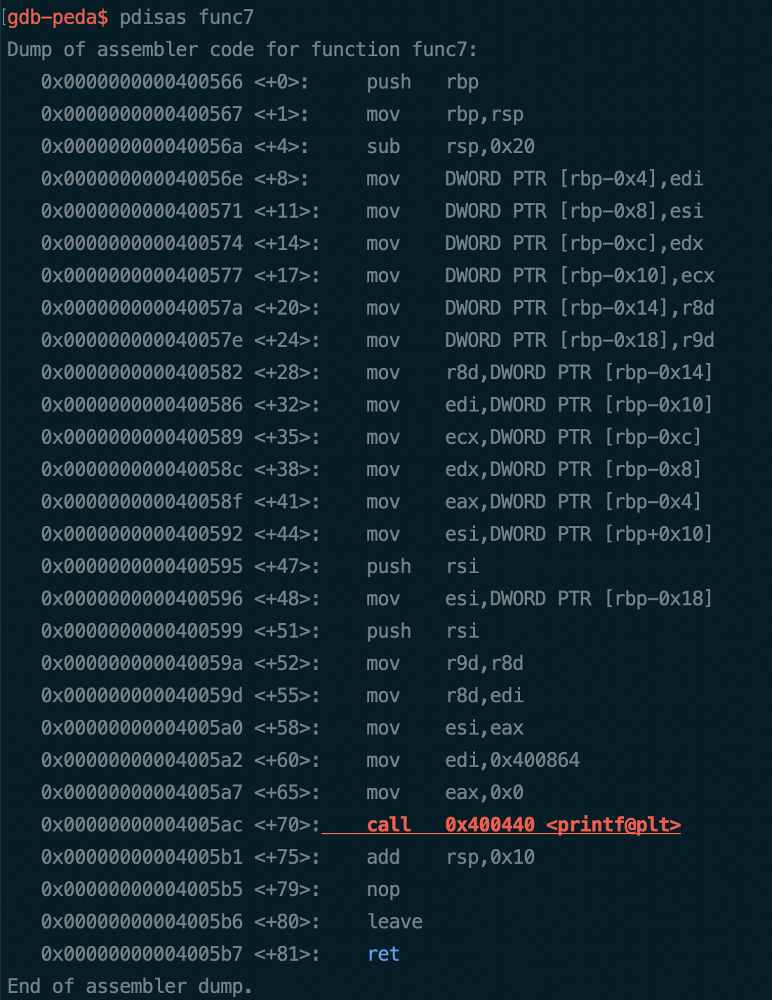 [gdb-peda$ pdisas func7
Dump of assembler code for function func7:
   0x0000000000400566 <+0>:     push   rbp
   0x0000000000400567 <+1>:     mov    rbp,rsp
   0x000000000040056a <+4>:     sub    rsp,0x20
   0x000000000040056e <+8>:     mov    DWORD PTR [rbp-0x4],edi
   0x0000000000400571 <+11>:    mov    DWORD PTR [rbp-0x8],esi
   0x0000000000400574 <+14>:    mov    DWORD PTR [rbp-0xc],edx
   0x0000000000400577 <+17>:    mov    DWORD PTR [rbp-0x10],ecx
   0x000000000040057a <+20>:    mov    DWORD PTR [rbp-0x14],r8d
   0x000000000040057e <+24>:    mov    DWORD PTR [rbp-0x18],r9d
   0x0000000000400582 <+28>:    mov    r8d,DWORD PTR [rbp-0x14]
   0x0000000000400586 <+32>:    mov    edi,DWORD PTR [rbp-0x10]
   0x0000000000400589 <+35>:    mov    ecx,DWORD PTR [rbp-0xc]
   0x000000000040058c <+38>:    mov    edx,DWORD PTR [rbp-0x8]
   0x000000000040058f <+41>:    mov    eax,DWORD PTR [rbp-0x4]
   0x0000000000400592 <+44>:    mov    esi,DWORD PTR [rbp+0x10]
   0x0000000000400595 <+47>:    push   rsi
   0x0000000000400596 <+48>:    mov    esi,DWORD PTR [rbp-0x18]
   0x0000000000400599 <+51>:    push   rsi
   0x000000000040059a <+52>:    mov    r9d,r8d
   0x000000000040059d <+55>:    mov    r8d,edi
   0x00000000004005a0 <+58>:    mov    esi,eax
   0x00000000004005a2 <+60>:    mov    edi,0x400864
   0x00000000004005a7 <+65>:    mov    eax,0x0
   0x00000000004005ac <+70>:    call   0x400440 <printf@plt>
   0x00000000004005b1 <+75>:    add    rsp,0x10
   0x00000000004005b5 <+79>:    nop
   0x00000000004005b6 <+80>:    leave
   0x00000000004005b7 <+81>:    ret
End of assembler dump.